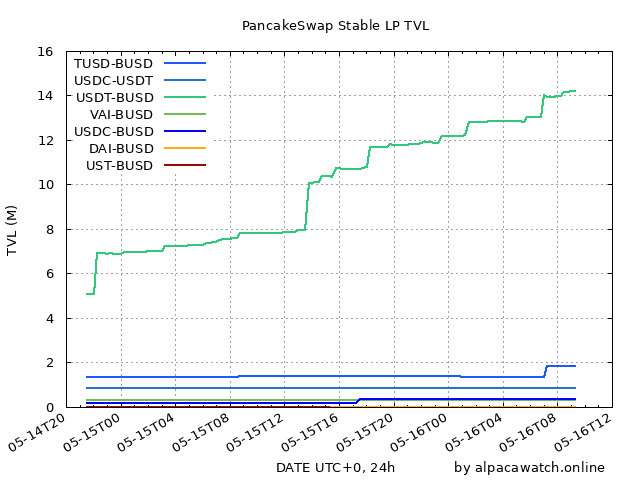 PancakeSwap Stable LP TVL
16
14
12
10
8
6
4
2
0
TVL (M)
TUSD-BUSD
USDC-USDT
USDT-BUSD
VAI-BUSD
USDC-BUSD
DAI-BUSD
UST-BUSD
05-14T20
05-15T00
05-15T04
05-15T08
05-15T12
05-15T16
05-15T20
05-16T00
05-16T04
05-16T08
05-16T12
DATE UTC+0, 24h
by alpacawatch.online